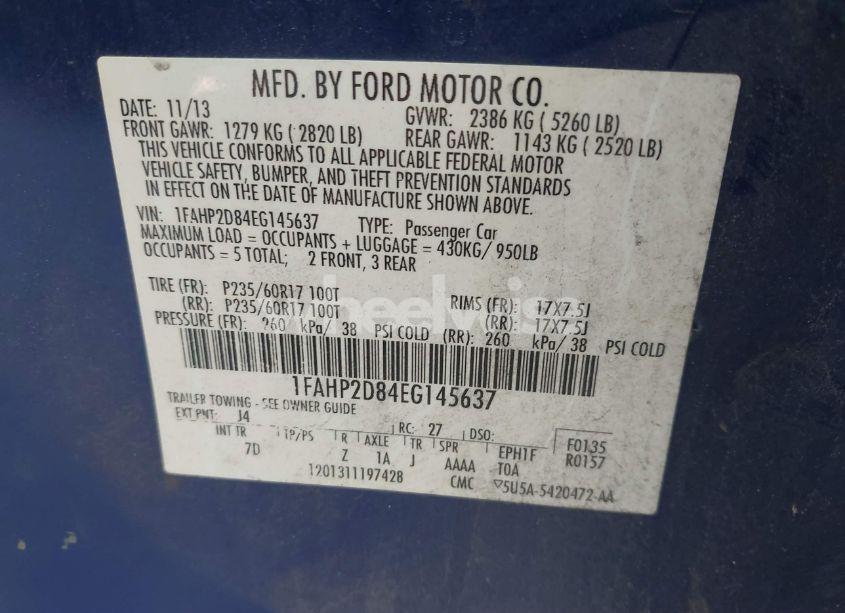 MFD. BY FORD MOTOR CO.
DATE: 11/13 GVWR: 2386 KG ( 5260 LB)
FRONT GAWR: 1279 KG ( 2820 LB) REAR GAWR: 1143 KG ( 2520 LB)
THIS VEHICLE CONFORMS TO ALL APPLICABLE FEDERAL MOTOR
VEHICLE SAFETY, BUMPER, AND THEFT PREVENTION STANDARDS
IN EFFECT ON THE DATE OF MANUFACTURE SHOWN ABOVE.
VIN: 1FAHP2D84EG145637 TYPE: Passenger Car
MAXIMUM LOAD = OCCUPANTS + LUGGAGE = 430KG/ 950LB
OCCUPANTS = 5 TOTAL; 2 FRONT, 3 REAR
TIRE (FR): P235/60R17 100T RIMS (FR): 17X7.5J
(RR): P235/60R17 100T (RR): 17X7.5J
PRESSURE (FR): 260 kPa/ 38 PSI COLD (RR): 260 kPa/ 38 PSI COLD
1FAHP2D84EG145637
TRAILER TOWING - SEE OWNER GUIDE
EXT PNT: J4 RC: 27 DSO: F0135
INT TR TP/PS R AXLE TR SPR EPH1F R0157
7D Z 1A J AAAA T0A
1201311197428 CMC 5U5A-5420472-AA
wheelwise